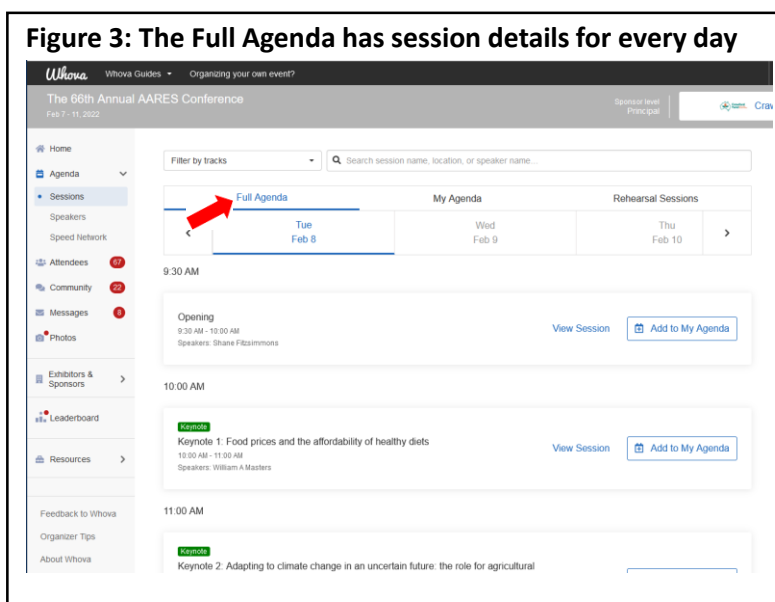 Figure 3: The Full Agenda has session details for every day
Whova Whova Guides Organizing your own event?
The 66th Annual AARES Conference
Feb 7 - 11, 2022
Sponsor level
Principal
Craw
Home
Agenda
Sessions
Speakers
Speed Network
Attendees 67
Community 22
Messages 8
Photos
Exhibitors &
Sponsors
Leaderboard
Resources
Feedback to Whova
Organizer Tips
About Whova
Filter by tracks Search session name, location, or speaker name...
Full Agenda My Agenda Rehearsal Sessions
Tue Wed Thu
Feb 8 Feb 9 Feb 10
9:30 AM
Opening
9:30 AM - 10:00 AM
Speakers: Shane Fitzsimmons
View Session Add to My Agenda
10:00 AM
Keynote
Keynote 1: Food prices and the affordability of healthy diets
10:00 AM - 11:00 AM
Speakers: William A Masters
View Session Add to My Agenda
11:00 AM
Keynote
Keynote 2: Adapting to climate change in an uncertain future: the role for agricultural